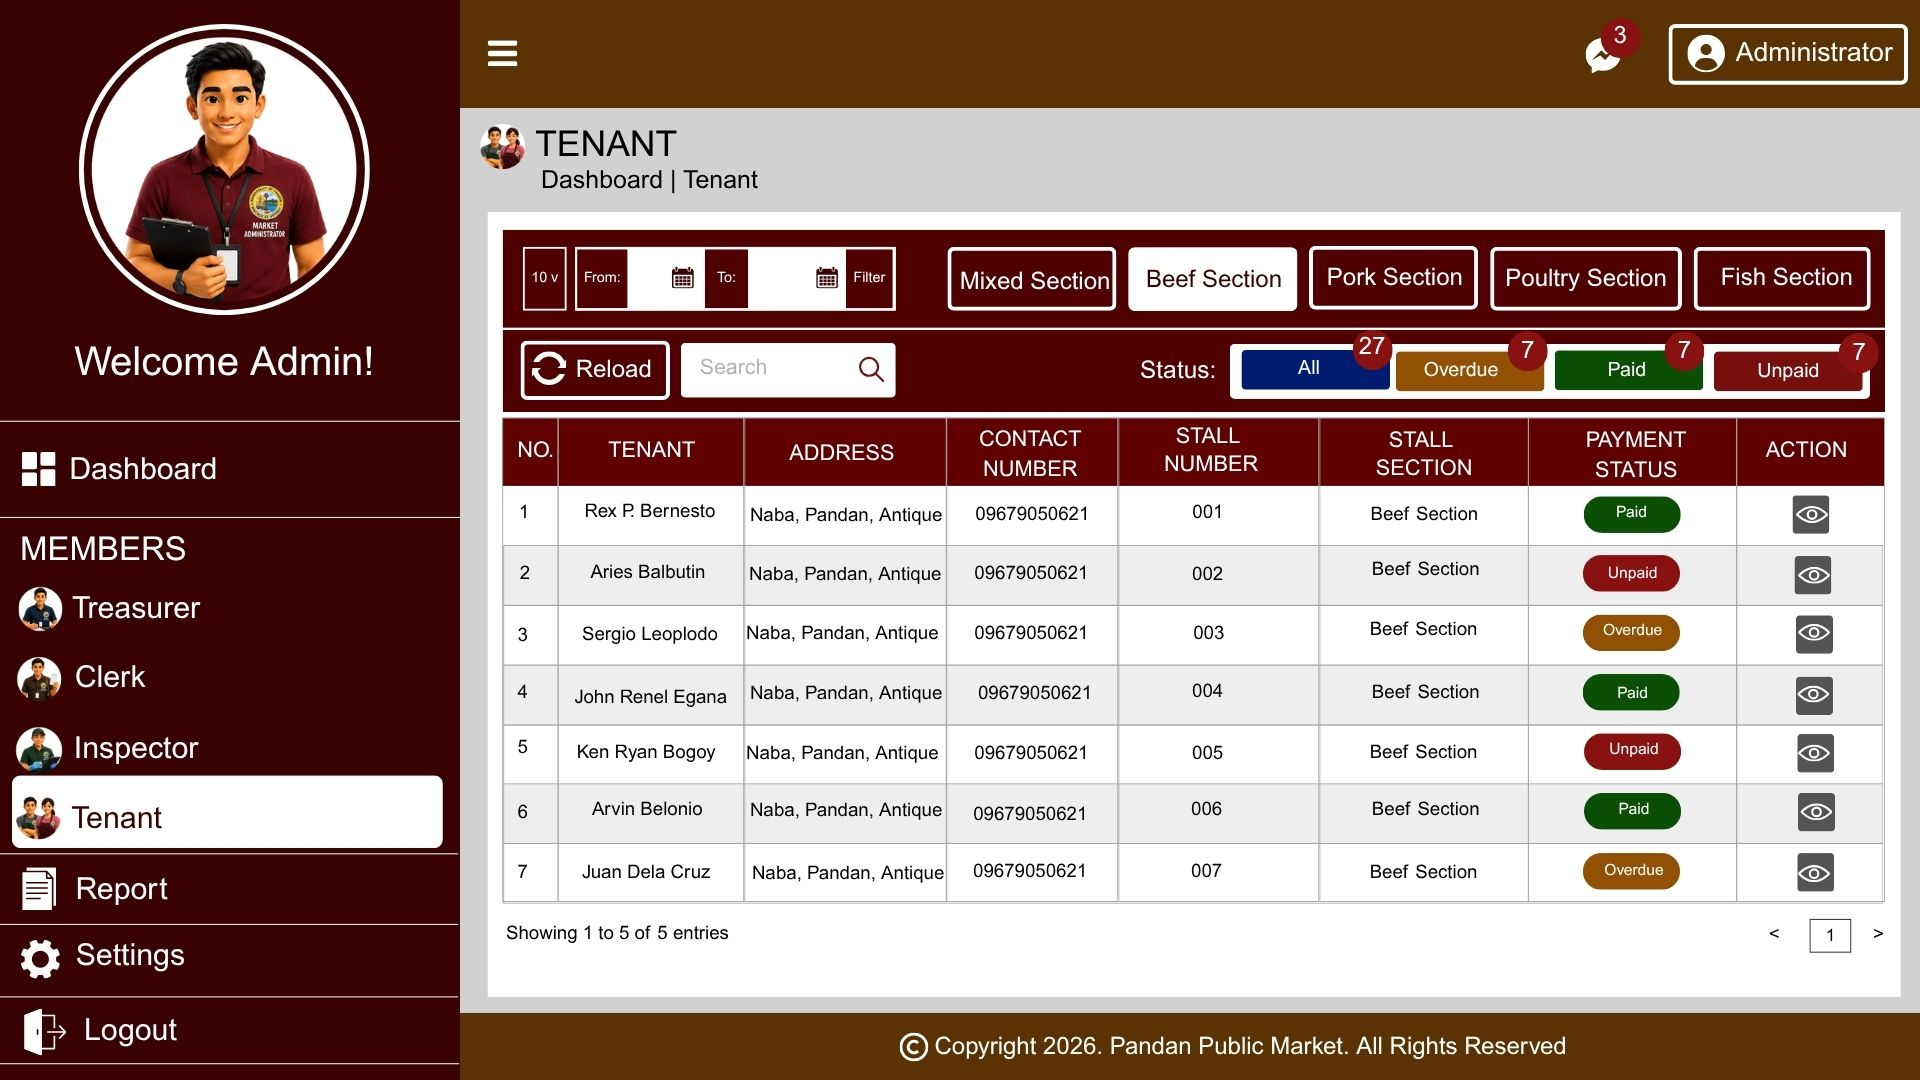 MARKET
ADMINISTRATOR
Welcome Admin!
Dashboard
MEMBERS
Treasurer
Clerk
Inspector
Tenant
Report
Settings
Logout
3
Administrator
TENANT
Dashboard | Tenant
10 v From: To: Filter
Mixed Section Beef Section Pork Section Poultry Section Fish Section
Reload Search Status: All 27 Overdue 7 Paid 7 Unpaid 7
NO. TENANT ADDRESS CONTACT NUMBER STALL NUMBER STALL SECTION PAYMENT STATUS ACTION
1 Rex P. Bernesto Naba, Pandan, Antique 09679050621 001 Beef Section Paid
2 Aries Balbutin Naba, Pandan, Antique 09679050621 002 Beef Section Unpaid
3 Sergio Leoplodo Naba, Pandan, Antique 09679050621 003 Beef Section Overdue
4 John Renel Egana Naba, Pandan, Antique 09679050621 004 Beef Section Paid
5 Ken Ryan Bogoy Naba, Pandan, Antique 09679050621 005 Beef Section Unpaid
6 Arvin Belonio Naba, Pandan, Antique 09679050621 006 Beef Section Paid
7 Juan Dela Cruz Naba, Pandan, Antique 09679050621 007 Beef Section Overdue
Showing 1 to 5 of 5 entries
< 1 >
© Copyright 2026. Pandan Public Market. All Rights Reserved